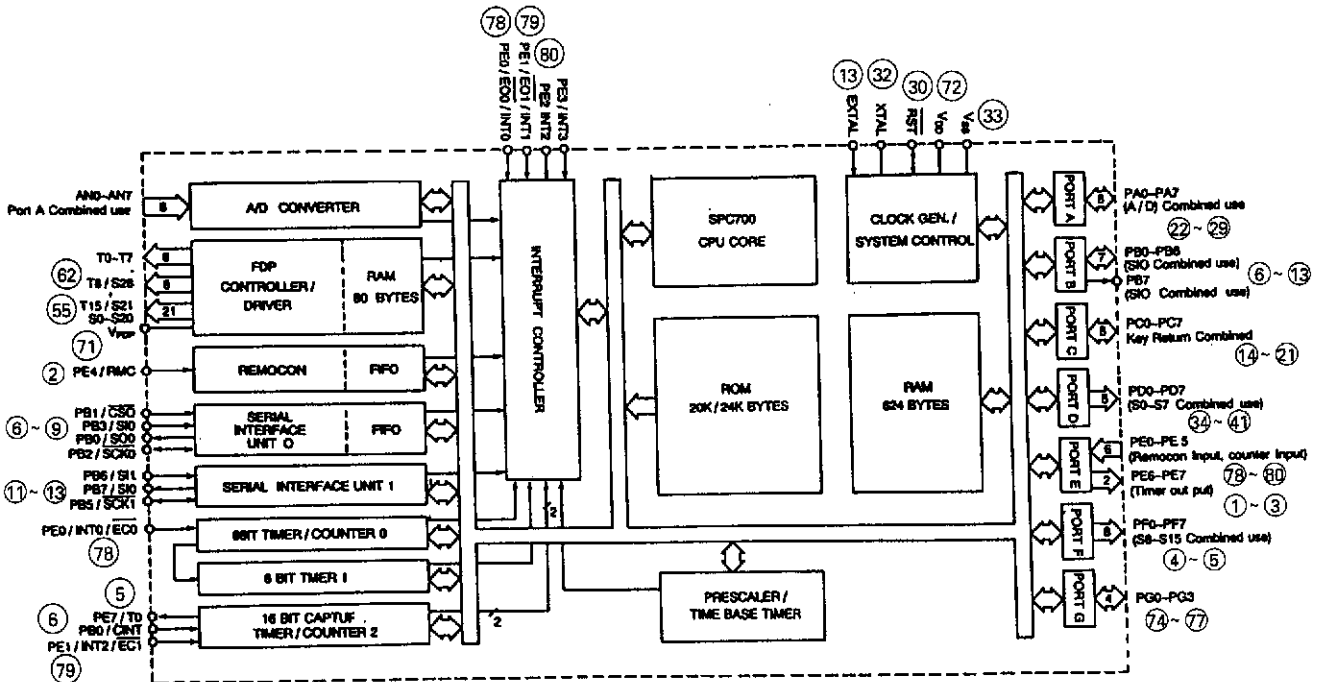 78 79 80
PE0 / EC0 / INT0
PE1 / EC1 / INT1
PE2 INT2
PE3 / INT3
13 32 30 72 33
EXTAL
XTAL
RST
VDD
Vss
AN0~AN7
Port A Combined use
8
A/D CONVERTER
T0~T7
8
62 T8 / S28
8
55 T15 / S21
S0~S20
21
VFDP
71
FDP
CONTROLLER /
DRIVER
RAM
80 BYTES
2 PE4 / RMC
REMOCON
FIFO
6 ~ 9
PB1 / CS0
PB3 / SI0
PB0 / SO0
PB2 / SCK0
SERIAL
INTERFACE
UNIT O
FIFO
11 ~ 13
PB6 / SI1
PB7 / SI0
PB5 / SCK1
SERIAL INTERFACE UNIT 1
PE0 / INT0 / EC0
78
8BIT TIMER / COUNTER 0
8 BIT TMER I
5
PE7 / T0
6
PB0 / CINT
PE1 / INT2 / EC1
79
16 BIT CAPTUF .
TIMER / COUNTER 2
2
2
INTERRUPT CONTROLLER
SPC700
CPU CORE
CLOCK GEN. /
SYSTEM CONTROL
ROM
20K / 24K BYTES
RAM
624 BYTES
PRESCALER /
TIME BASE TIMER
PORT A
8
PA0~PA7
(A / D) Combined use
22 ~ 29
PORT B
7
PB0~PB6
(SIO Combined use)
PB7
(SIO Combined use)
6 ~ 13
PORT C
8
PC0~PC7
Key Return Combined
14 ~ 21
PORT D
8
PD0~PD7
(S0~S7 Combined use)
34 ~ 41
PORT E
6
PE0~PE 5
(Remocon Input, counter Input)
78 ~ 80
2
PE6~PE7
(Timer out put)
1 ~ 3
PORT F
8
PF0~PF7
(S8~S15 Combined use)
4 ~ 5
PORT G
4
PG0~PG3
74 ~ 77